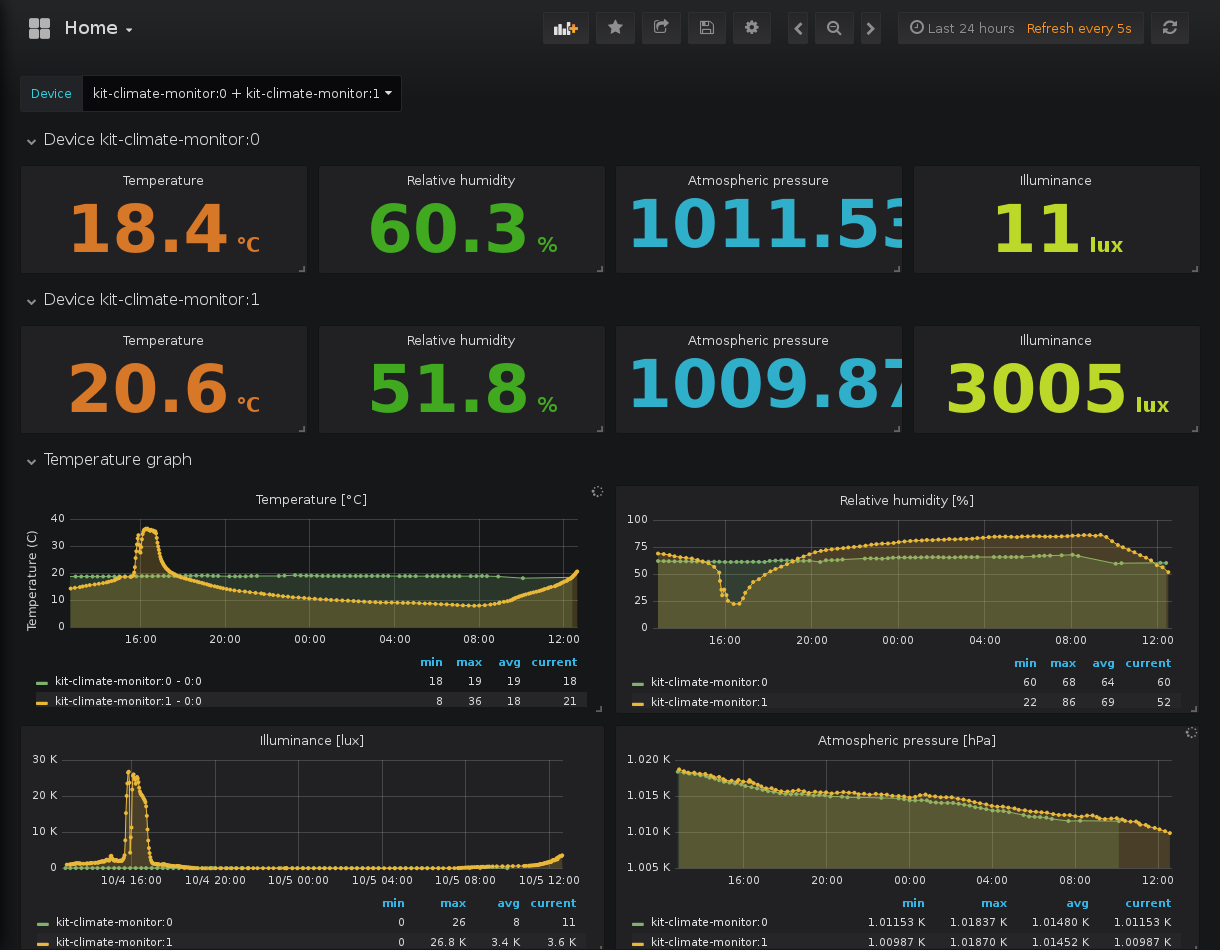 Home
Last 24 hours Refresh every 5s
Device kit-climate-monitor:0 + kit-climate-monitor:1
Device kit-climate-monitor:0
Temperature Relative humidity Atmospheric pressure Illuminance
18.4 °C 60.3 % 1011.53 11 lux
Device kit-climate-monitor:1
Temperature Relative humidity Atmospheric pressure Illuminance
20.6 °C 51.8 % 1009.87 3005 lux
Temperature graph
Temperature [°C]
Temperature (C)
40
30
20
10
0
16:00 20:00 00:00 04:00 08:00 12:00
min max avg current
kit-climate-monitor:0 - 0:0 18 19 19 18
kit-climate-monitor:1 - 0:0 8 36 18 21
Relative humidity [%]
100
75
50
25
0
16:00 20:00 00:00 04:00 08:00 12:00
min max avg current
kit-climate-monitor:0 60 68 64 60
kit-climate-monitor:1 22 86 69 52
Illuminance [lux]
30 K
20 K
10 K
0
10/4 16:00 10/4 20:00 10/5 00:00 10/5 04:00 10/5 08:00 10/5 12:00
min max avg current
kit-climate-monitor:0 0 26 8 11
kit-climate-monitor:1 0 26.8 K 3.4 K 3.6 K
Atmospheric pressure [hPa]
1.020 K
1.015 K
1.010 K
1.005 K
16:00 20:00 00:00 04:00 08:00 12:00
min max avg current
kit-climate-monitor:0 1.01153 K 1.01837 K 1.01480 K 1.01153 K
kit-climate-monitor:1 1.00987 K 1.01870 K 1.01452 K 1.00987 K